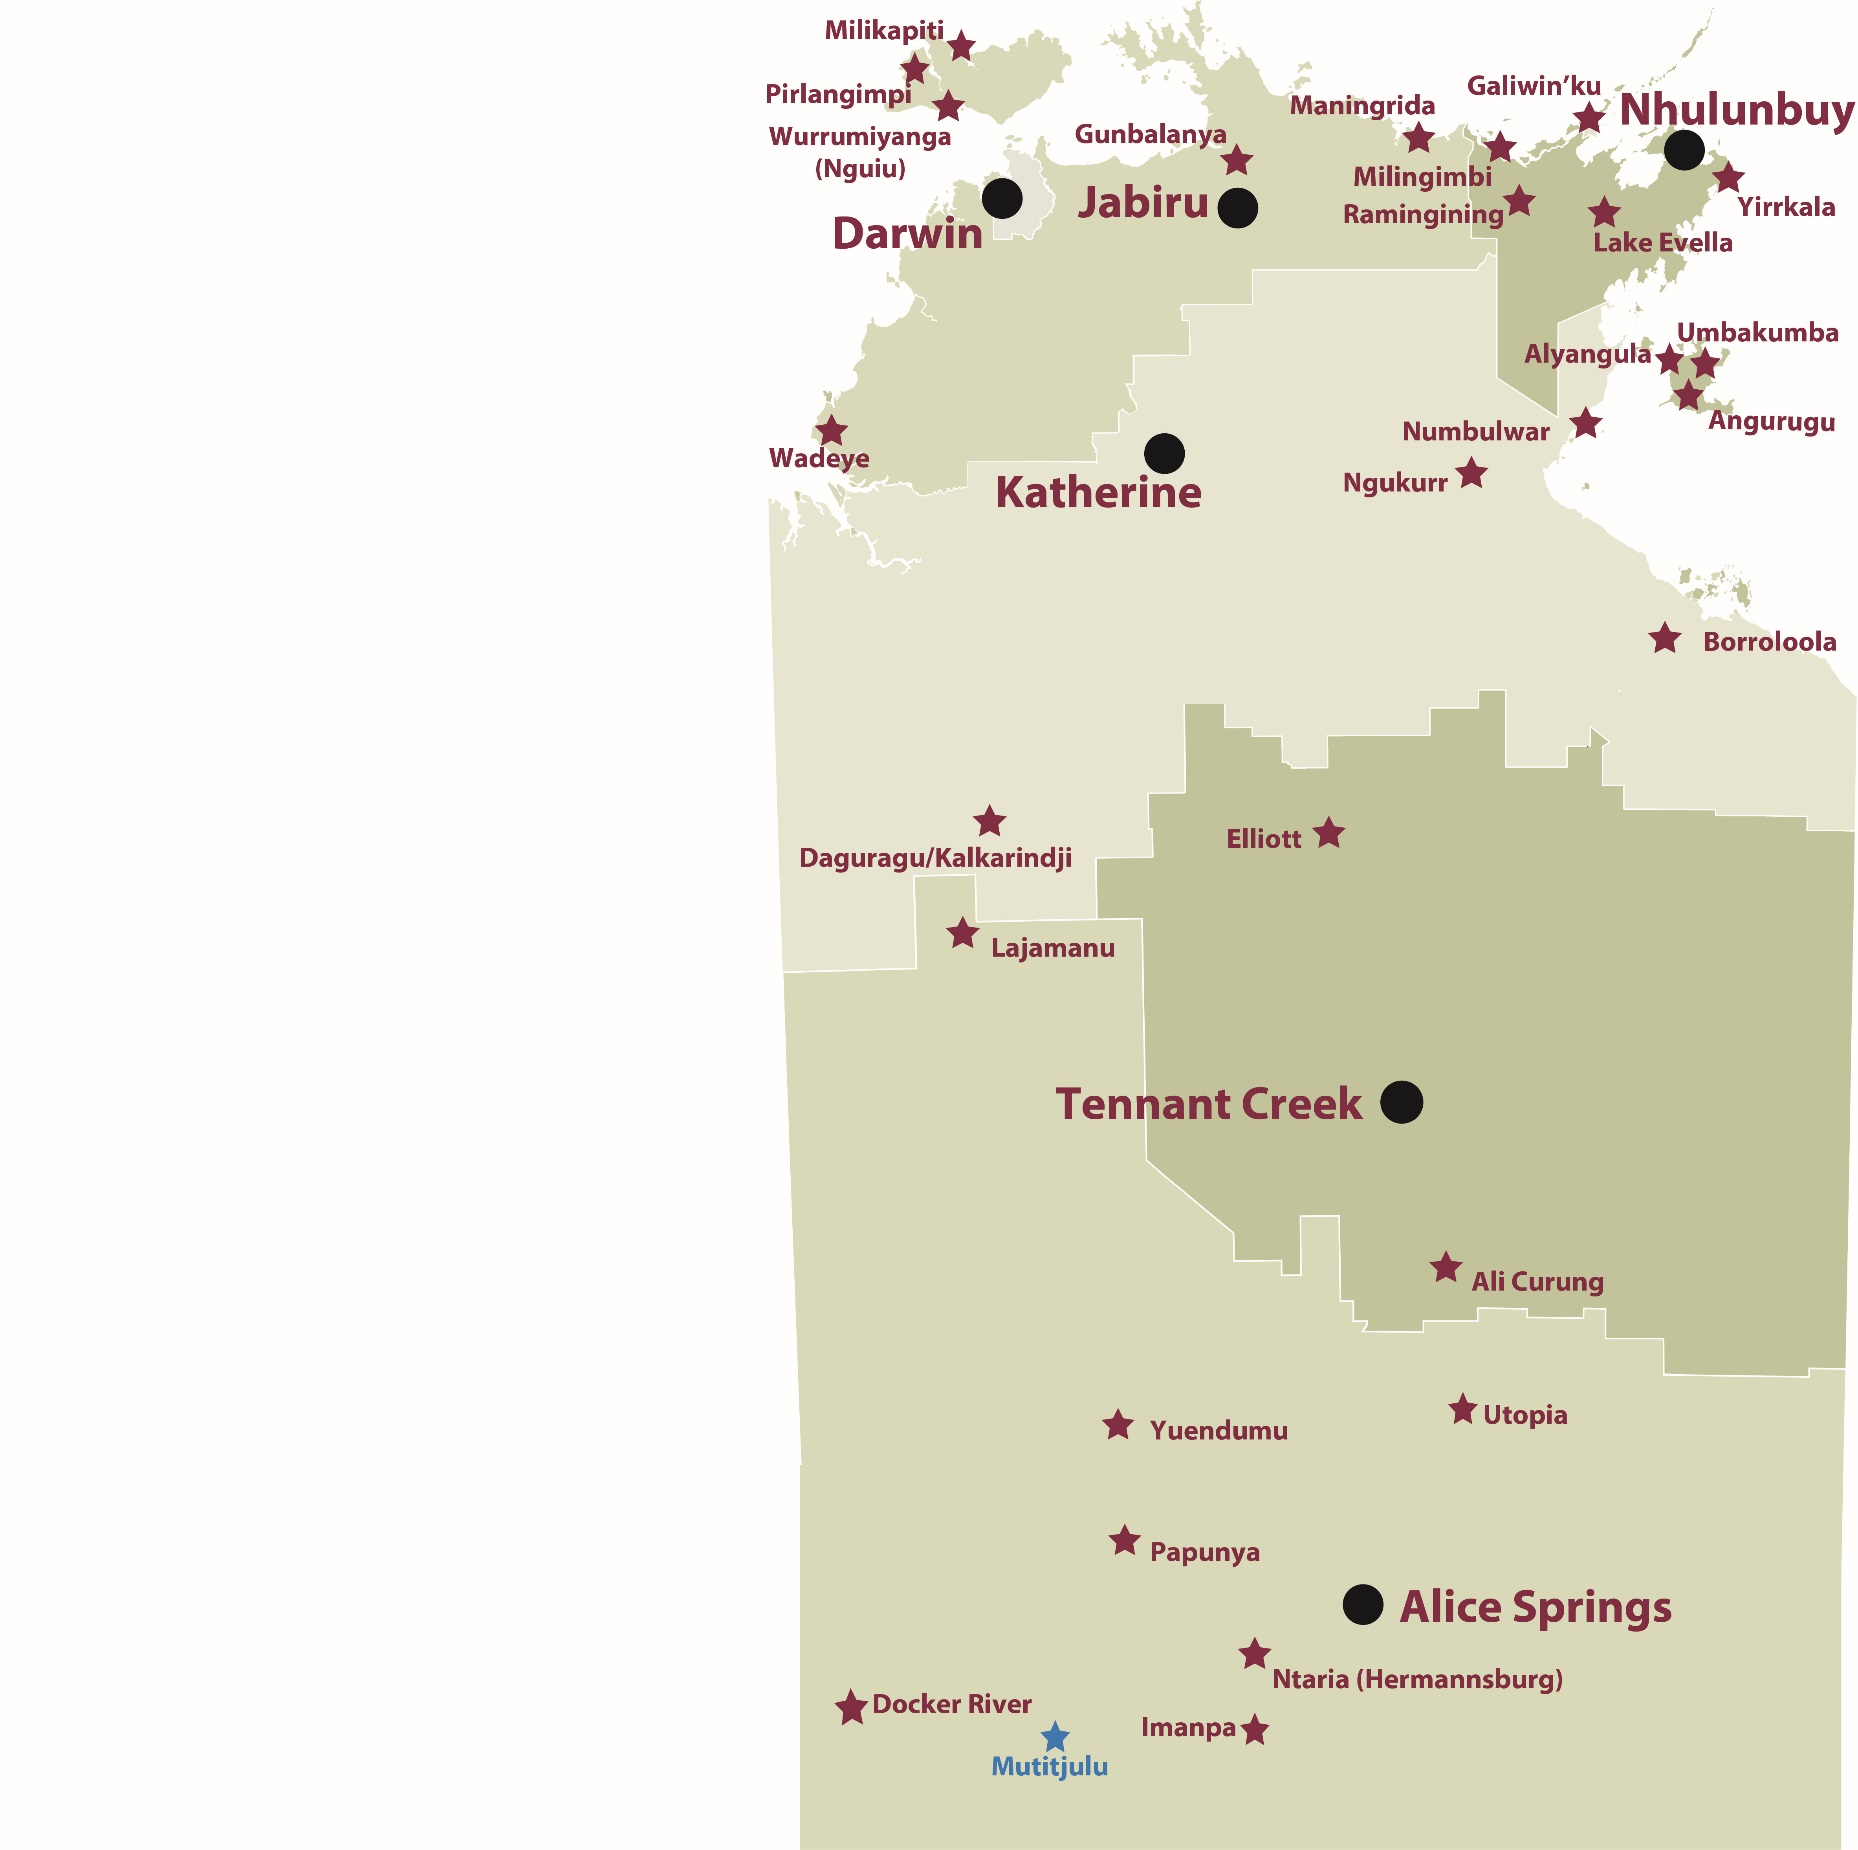 Milikapiti
Pirlangimpi
Wurrumiyanga
(Nguiu)
Darwin
Gunbalanya
Jabiru
Maningrida
Galiwin’ku
Nhulunbuy
Milingimbi
Ramingining
Yirrkala
Lake Evella
Umbakumba
Alyangula
Angurugu
Numbulwar
Ngukurr
Wadeye
Katherine
Borroloola
Daguragu/Kalkarindji
Elliott
Lajamanu
Tennant Creek
Ali Curung
Utopia
Yuendumu
Papunya
Alice Springs
Ntaria (Hermannsburg)
Docker River
Imanpa
Mutitjulu